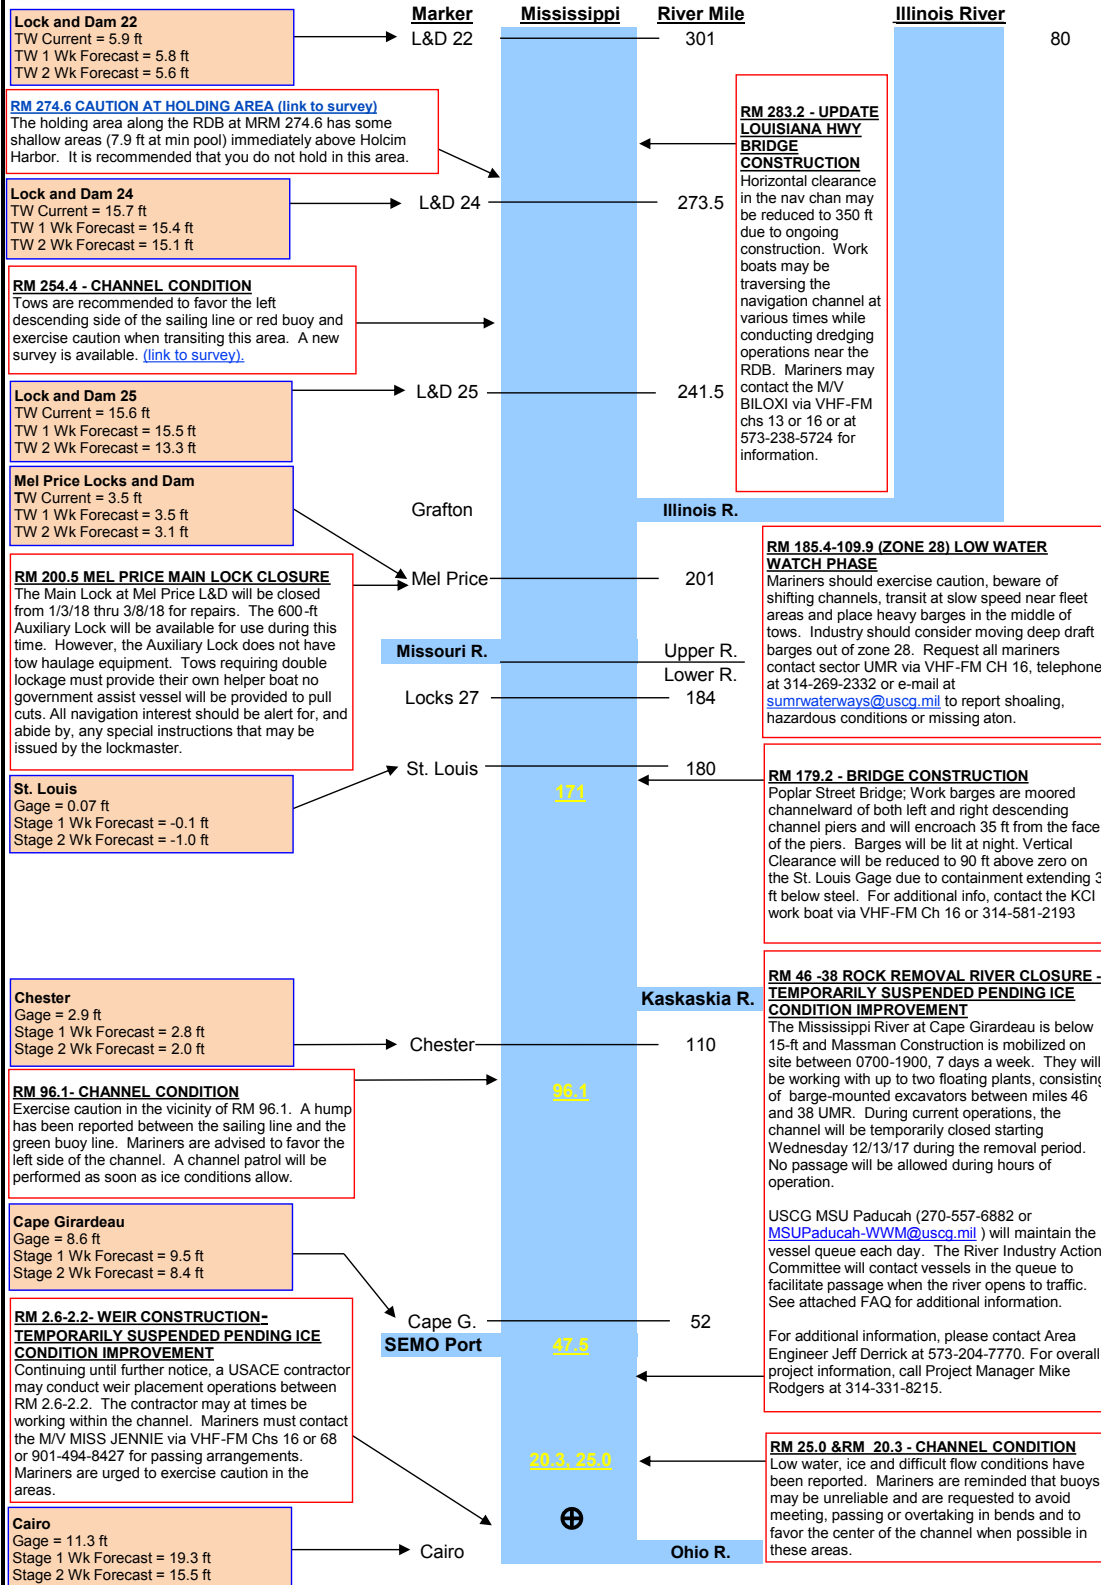 Marker
Mississippi
River Mile
Illinois River
Lock and Dam 22
TW Current = 5.9 ft
TW 1 Wk Forecast = 5.8 ft
TW 2 Wk Forecast = 5.6 ft
L&D 22
301
80
RM 274.6 CAUTION AT HOLDING AREA (link to survey)
The holding area along the RDB at MRM 274.6 has some
shallow areas (7.9 ft at min pool) immediately above Holcim
Harbor. It is recommended that you do not hold in this area.
RM 283.2 - UPDATE
LOUISIANA HWY
BRIDGE
CONSTRUCTION
Horizontal clearance
in the nav chan may
be reduced to 350 ft
due to ongoing
construction. Work
boats may be
traversing the
navigation channel at
various times while
conducting dredging
operations near the
RDB. Mariners may
contact the M/V
BILOXI via VHF-FM
chs 13 or 16 or at
573-238-5724 for
information.
Lock and Dam 24
TW Current = 15.7 ft
TW 1 Wk Forecast = 15.4 ft
TW 2 Wk Forecast = 15.1 ft
L&D 24
273.5
RM 254.4 - CHANNEL CONDITION
Tows are recommended to favor the left
descending side of the sailing line or red buoy and
exercise caution when transiting this area. A new
survey is available. (link to survey).
Lock and Dam 25
TW Current = 15.6 ft
TW 1 Wk Forecast = 15.5 ft
TW 2 Wk Forecast = 13.3 ft
L&D 25
241.5
Mel Price Locks and Dam
TW Current = 3.5 ft
TW 1 Wk Forecast = 3.5 ft
TW 2 Wk Forecast = 3.1 ft
Grafton
Illinois R.
Mel Price
201
RM 200.5 MEL PRICE MAIN LOCK CLOSURE
The Main Lock at Mel Price L&D will be closed
from 1/3/18 thru 3/8/18 for repairs. The 600-ft
Auxiliary Lock will be available for use during this
time. However, the Auxiliary Lock does not have
tow haulage equipment. Tows requiring double
lockage must provide their own helper boat no
government assist vessel will be provided to pull
cuts. All navigation interest should be alert for, and
abide by, any special instructions that may be
issued by the lockmaster.
RM 185.4-109.9 (ZONE 28) LOW WATER
WATCH PHASE
Mariners should exercise caution, beware of
shifting channels, transit at slow speed near fleet
areas and place heavy barges in the middle of
tows. Industry should consider moving deep draft
barges out of zone 28. Request all mariners
contact sector UMR via VHF-FM CH 16, telephone
at 314-269-2332 or e-mail at
sumrwaterways@uscg.mil to report shoaling,
hazardous conditions or missing aton.
Missouri R.
Upper R.
Lower R.
Locks 27
184
St. Louis
180
171
St. Louis
Gage = 0.07 ft
Stage 1 Wk Forecast = -0.1 ft
Stage 2 Wk Forecast = -1.0 ft
RM 179.2 - BRIDGE CONSTRUCTION
Poplar Street Bridge; Work barges are moored
channelward of both left and right descending
channel piers and will encroach 35 ft from the face
of the piers. Barges will be lit at night. Vertical
Clearance will be reduced to 90 ft above zero on
the St. Louis Gage due to containment extending 3
ft below steel. For additional info, contact the KCI
work boat via VHF-FM Ch 16 or 314-581-2193
Kaskaskia R.
Chester
Gage = 2.9 ft
Stage 1 Wk Forecast = 2.8 ft
Stage 2 Wk Forecast = 2.0 ft
Chester
110
RM 96.1- CHANNEL CONDITION
Exercise caution in the vicinity of RM 96.1. A hump
has been reported between the sailing line and the
green buoy line. Mariners are advised to favor the
left side of the channel. A channel patrol will be
performed as soon as ice conditions allow.
96.1
RM 46 -38 ROCK REMOVAL RIVER CLOSURE -
TEMPORARILY SUSPENDED PENDING ICE
CONDITION IMPROVEMENT
The Mississippi River at Cape Girardeau is below
15-ft and Massman Construction is mobilized on
site between 0700-1900, 7 days a week. They will
be working with up to two floating plants, consisting
of barge-mounted excavators between miles 46
and 38 UMR. During current operations, the
channel will be temporarily closed starting
Wednesday 12/13/17 during the removal period.
No passage will be allowed during hours of
operation.
USCG MSU Paducah (270-557-6882 or
MSUPaducah-WWM@uscg.mil ) will maintain the
vessel queue each day. The River Industry Action
Committee will contact vessels in the queue to
facilitate passage when the river opens to traffic.
See attached FAQ for additional information.
For additional information, please contact Area
Engineer Jeff Derrick at 573-204-7770. For overall
project information, call Project Manager Mike
Rodgers at 314-331-8215.
Cape Girardeau
Gage = 8.6 ft
Stage 1 Wk Forecast = 9.5 ft
Stage 2 Wk Forecast = 8.4 ft
Cape G.
52
SEMO Port
47.5
RM 2.6-2.2- WEIR CONSTRUCTION-
TEMPORARILY SUSPENDED PENDING ICE
CONDITION IMPROVEMENT
Continuing until further notice, a USACE contractor
may conduct weir placement operations between
RM 2.6-2.2. The contractor may at times be
working within the channel. Mariners must contact
the M/V MISS JENNIE via VHF-FM Chs 16 or 68
or 901-494-8427 for passing arrangements.
Mariners are urged to exercise caution in the
areas.
20.3, 25.0
RM 25.0 &RM 20.3 - CHANNEL CONDITION
Low water, ice and difficult flow conditions have
been reported. Mariners are reminded that buoys
may be unreliable and are requested to avoid
meeting, passing or overtaking in bends and to
favor the center of the channel when possible in
these areas.
Cairo
Gage = 11.3 ft
Stage 1 Wk Forecast = 19.3 ft
Stage 2 Wk Forecast = 15.5 ft
Cairo
Ohio R.